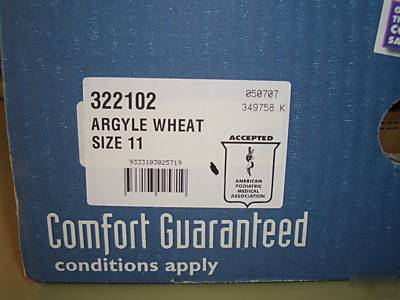 322102
050707
349758 K
ARGYLE WHEAT
SIZE 11
9333103025719
ACCEPTED
AMERICAN
PODIATRIC
MEDICAL
ASSOCIATION
Comfort Guaranteed
conditions apply